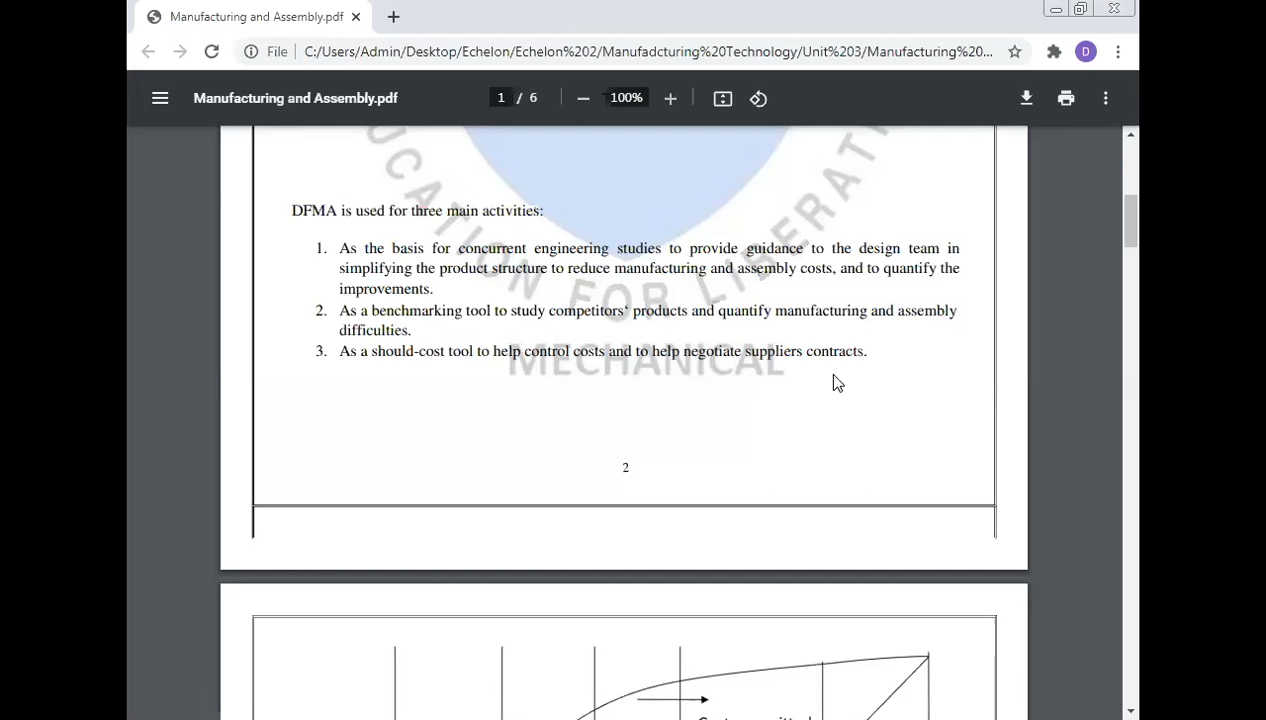 Manufacturing and Assembly.pdf
File C:/Users/Admin/Desktop/Echelon/Echelon%202/Manufadcturing%20Technology/Unit%203/Manufacturing%20... D
Manufacturing and Assembly.pdf 1 / 6 100%
UCATION FOR LIBERATI
DFMA is used for three main activities:
1. As the basis for concurrent engineering studies to provide guidance to the design team in
simplifying the product structure to reduce manufacturing and assembly costs, and to quantify the
improvements.
2. As a benchmarking tool to study competitors‘ products and quantify manufacturing and assembly
difficulties.
3. As a should-cost tool to help control costs and to help negotiate suppliers contracts.
MECHANICAL
2